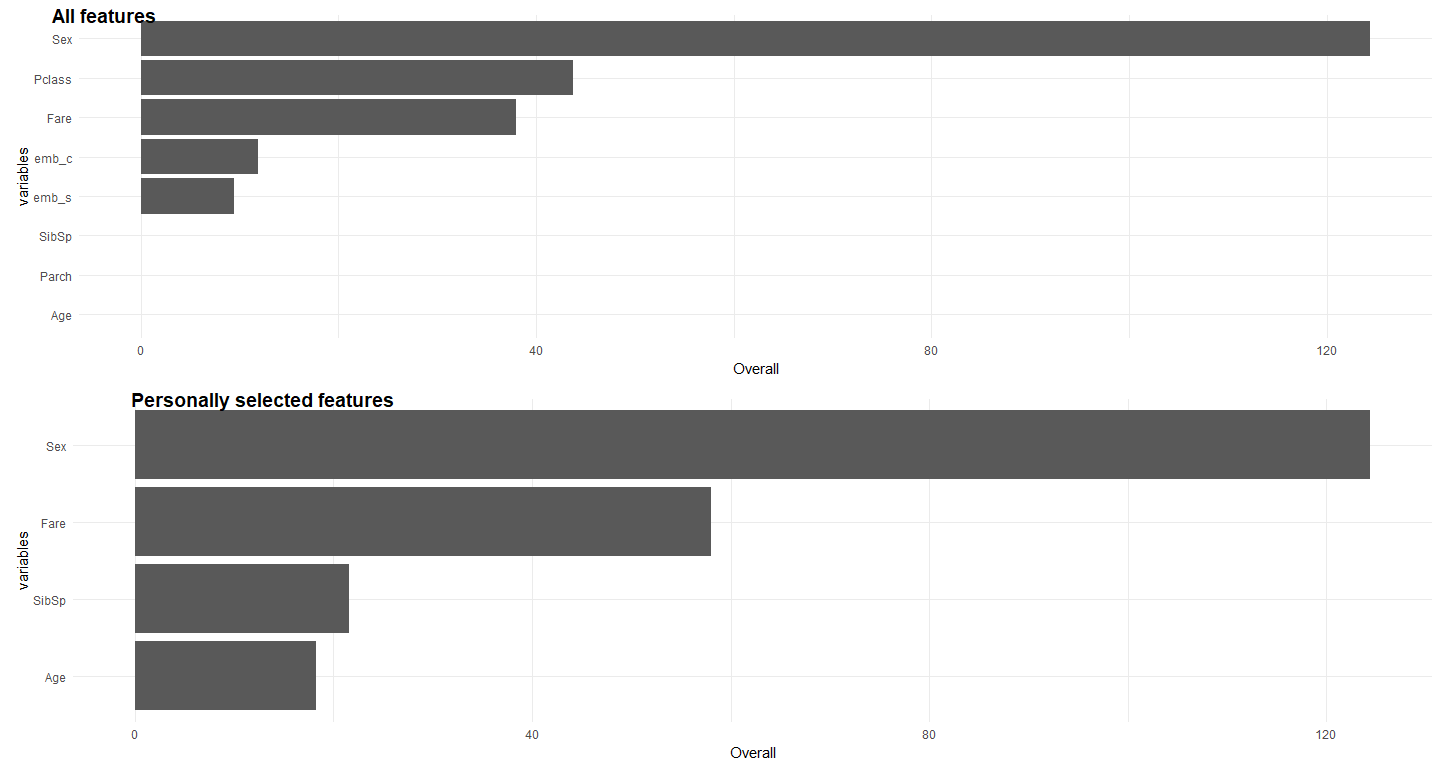 All features
Sex
Pclass
Fare
emb_c
emb_s
SibSp
Parch
Age
variables
0 40 80 120
Overall
Personally selected features
Sex
Fare
SibSp
Age
variables
0 40 80 120
Overall